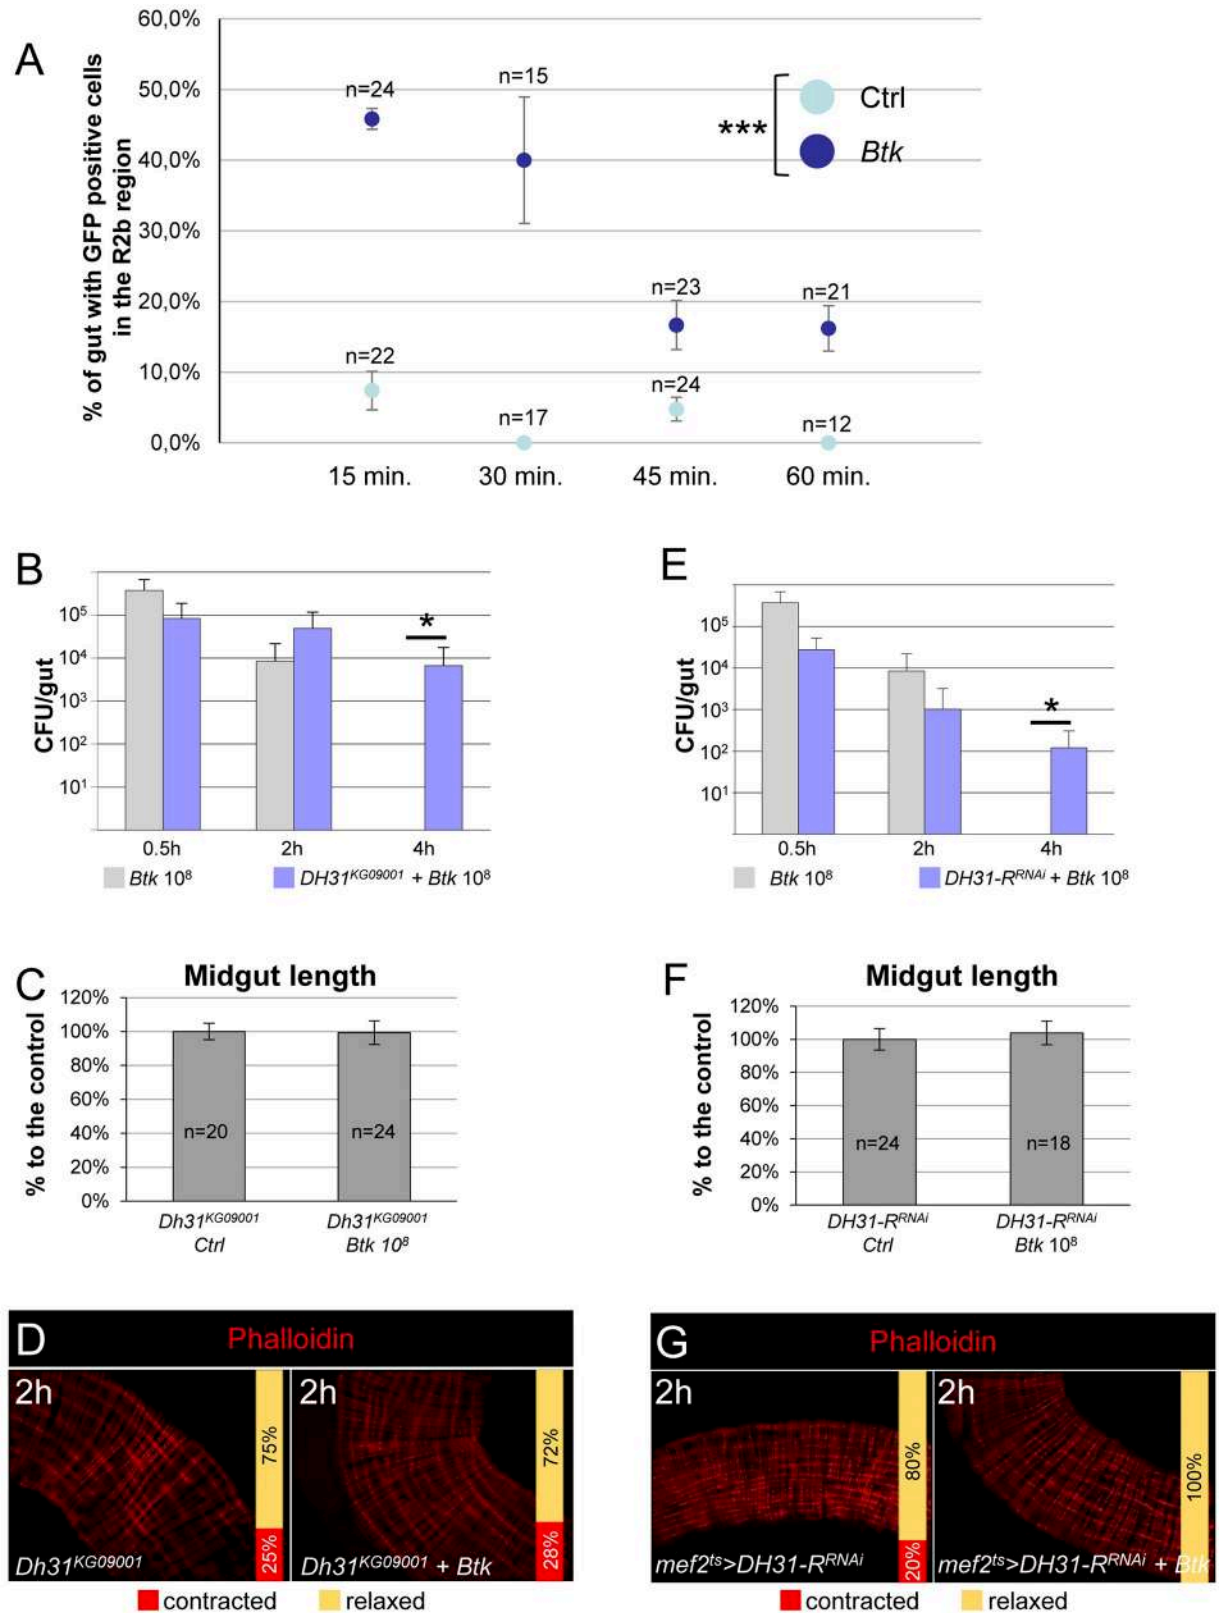 A
% of gut with GFP positive cells
in the R2b region
60,0%
50,0%
40,0%
30,0%
20,0%
10,0%
0,0%
n=24
n=15
n=23
n=21
n=22
n=17
n=24
n=12
***
Ctrl
Btk
15 min.
30 min.
45 min.
60 min.
B
CFU/gut
10⁵
10⁴
10³
10²
10¹
*
0.5h
2h
4h
Btk 10⁸
DH31ᴷᴳ⁰⁹⁰⁰¹ + Btk 10⁸
E
CFU/gut
10⁵
10⁴
10³
10²
10¹
*
0.5h
2h
4h
Btk 10⁸
DH31-Rᴿᴺᴬⁱ + Btk 10⁸
C
Midgut length
% to the control
120%
100%
80%
60%
40%
20%
0%
n=20
n=24
Dh31ᴷᴳ⁰⁹⁰⁰¹
Ctrl
Dh31ᴷᴳ⁰⁹⁰⁰¹
Btk 10⁸
F
Midgut length
% to the control
120%
100%
80%
60%
40%
20%
0%
n=24
n=18
DH31-Rᴿᴺᴬⁱ
Ctrl
DH31-Rᴿᴺᴬⁱ
Btk 10⁸
D
Phalloidin
2h
75%
25%
Dh31ᴷᴳ⁰⁹⁰⁰¹
2h
72%
28%
Dh31ᴷᴳ⁰⁹⁰⁰¹ + Btk
contracted
relaxed
G
Phalloidin
2h
80%
20%
mef2ᵗˢ>DH31-Rᴿᴺᴬⁱ
2h
100%
mef2ᵗˢ>DH31-Rᴿᴺᴬⁱ + Btk
contracted
relaxed